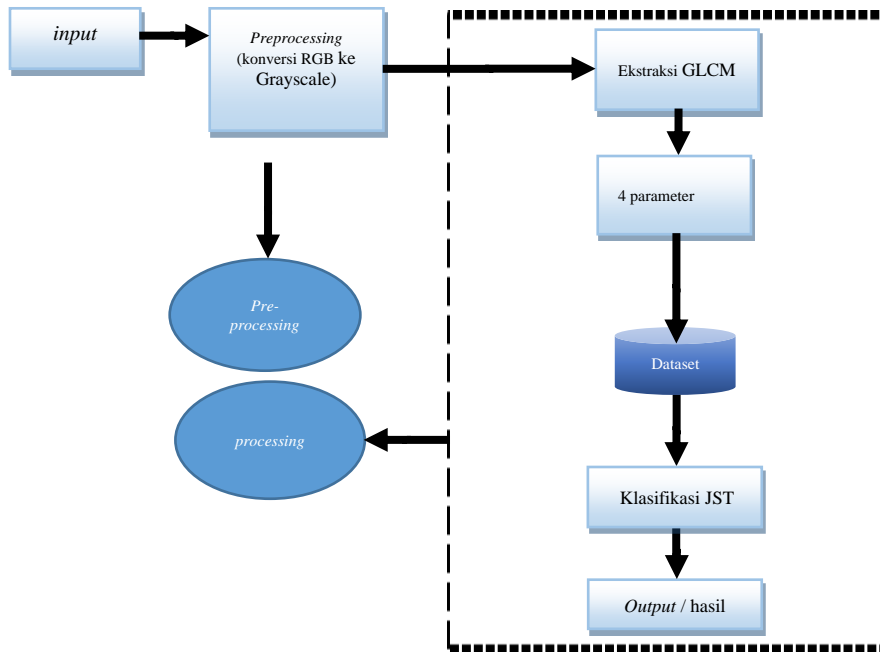 input
Preprocessing
(konversi RGB ke
Grayscale)
Ekstraksi GLCM
4 parameter
Pre-
processing
Dataset
processing
Klasifikasi JST
Output / hasil